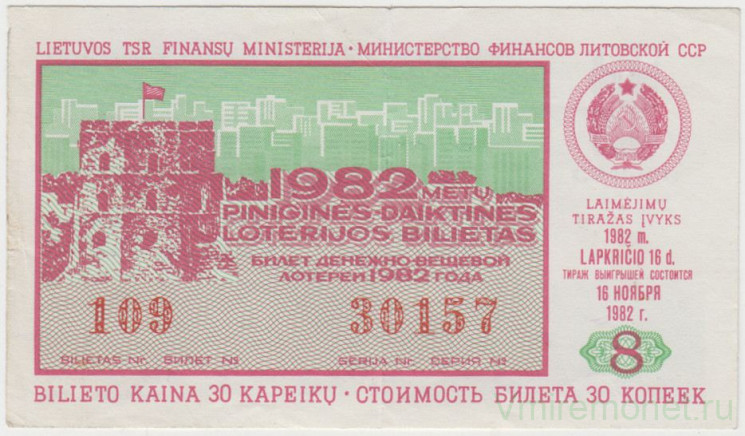 LIETUVOS TSR FINANSŲ MINISTERIJA · МИНИСТЕРСТВО ФИНАНСОВ ЛИТОВСКОЙ ССР
1982 METŲ
PINIGINĖS-DAIKTINĖS
LOTERIJOS BILIETAS
БИЛЕТ ДЕНЕЖНО-ВЕЩЕВОЙ
ЛОТЕРЕИ 1982 ГОДА
109 30157
BILIETAS Nr. БИЛЕТ № SERIJA Nr. СЕРИЯ №
LAIMĖJIMŲ
TIRAŽAS ĮVYKS
1982 m.
LAPKRIČIO 16 d.
ТИРАЖ ВЫИГРЫШЕЙ СОСТОИТСЯ
16 НОЯБРЯ
1982 г.
8
BILIETO KAINA 30 KAPEIKŲ · СТОИМОСТЬ БИЛЕТА 30 КОПЕЕК
vmiremonet.ru